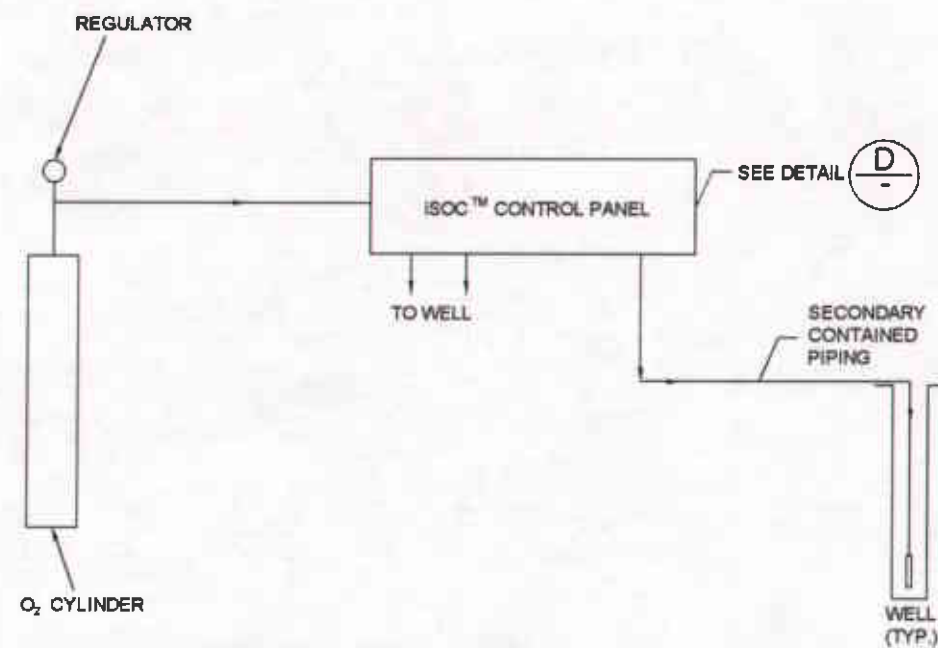 REGULATOR
SEE DETAIL
D
-
iSOC™ CONTROL PANEL
TO WELL
SECONDARY
CONTAINED
PIPING
O₂ CYLINDER
WELL
(TYP.)